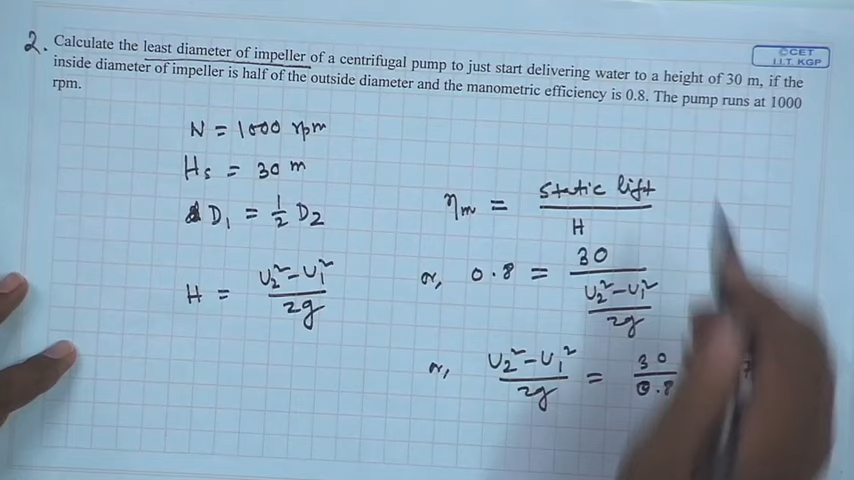 2. Calculate the least diameter of impeller of a centrifugal pump to just start delivering water to a height of 30 m, if the
inside diameter of impeller is half of the outside diameter and the manometric efficiency is 0.8. The pump runs at 1000
rpm.
©CET
I.I.T. KGP
N = 1000 rpm
Hs = 30 m
D₁ = 1/2 D₂
H = (U₂² - U₁²)/2g
ηm = static lift / H
or, 0.8 = 30 / ((U₂² - U₁²)/2g)
or, (U₂² - U₁²)/2g = 30/0.8